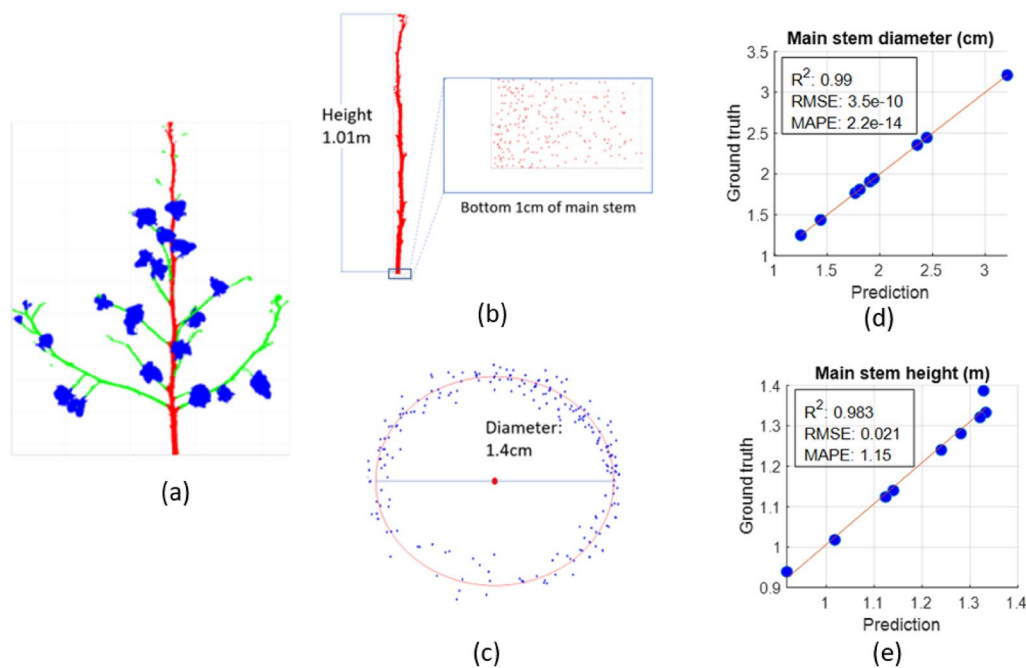 (a)
Height
1.01m
Bottom 1cm of main stem
(b)
Diameter:
1.4cm
(c)
Main stem diameter (cm)
R²: 0.99
RMSE: 3.5e-10
MAPE: 2.2e-14
Ground truth
3.5
3
2.5
2
1.5
1
1 1.5 2 2.5 3
Prediction
(d)
Main stem height (m)
R²: 0.983
RMSE: 0.021
MAPE: 1.15
Ground truth
1.4
1.3
1.2
1.1
1
0.9
1 1.1 1.2 1.3 1.4
Prediction
(e)